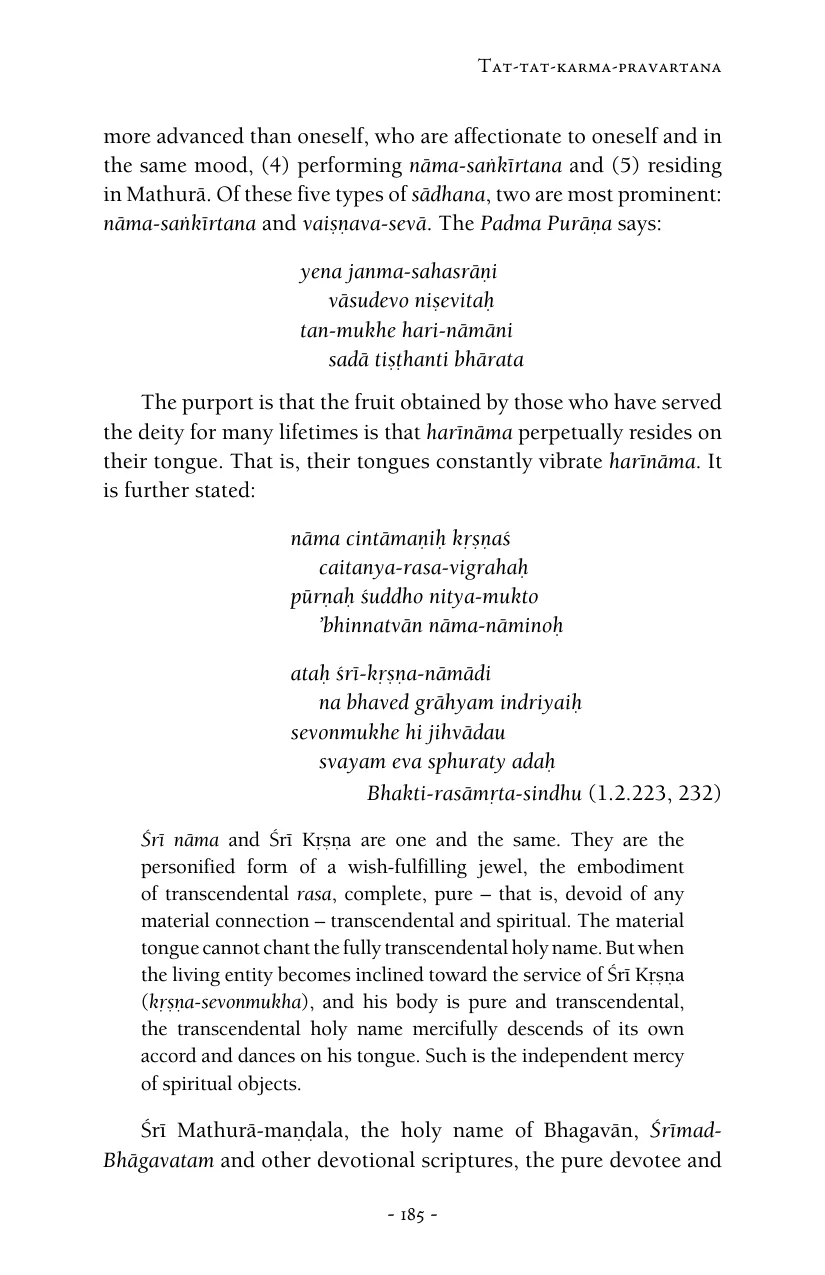 Tat-tat-karma-pravartana
more advanced than oneself, who are affectionate to oneself and in
the same mood, (4) performing nāma-saṅkīrtana and (5) residing
in Mathurā. Of these five types of sādhana, two are most prominent:
nāma-saṅkīrtana and vaiṣṇava-sevā. The Padma Purāṇa says:
yena janma-sahasrāṇi
vāsudevo niṣevitaḥ
tan-mukhe hari-nāmāni
sadā tiṣṭhanti bhārata
The purport is that the fruit obtained by those who have served
the deity for many lifetimes is that harīnāma perpetually resides on
their tongue. That is, their tongues constantly vibrate harīnāma. It
is further stated:
nāma cintāmaṇiḥ kṛṣṇaś
caitanya-rasa-vigrahaḥ
pūrṇaḥ śuddho nitya-mukto
’bhinnatvān nāma-nāminoḥ
ataḥ śrī-kṛṣṇa-nāmādi
na bhaved grāhyam indriyaiḥ
sevonmukhe hi jihvādau
svayam eva sphuraty adaḥ
Bhakti-rasāmṛta-sindhu (1.2.223, 232)
Śrī nāma and Śrī Kṛṣṇa are one and the same. They are the
personified form of a wish-fulfilling jewel, the embodiment
of transcendental rasa, complete, pure – that is, devoid of any
material connection – transcendental and spiritual. The material
tongue cannot chant the fully transcendental holy name. But when
the living entity becomes inclined toward the service of Śrī Kṛṣṇa
(kṛṣṇa-sevonmukha), and his body is pure and transcendental,
the transcendental holy name mercifully descends of its own
accord and dances on his tongue. Such is the independent mercy
of spiritual objects.
Śrī Mathurā-maṇḍala, the holy name of Bhagavān, Śrīmad-
Bhāgavatam and other devotional scriptures, the pure devotee and
- 185 -